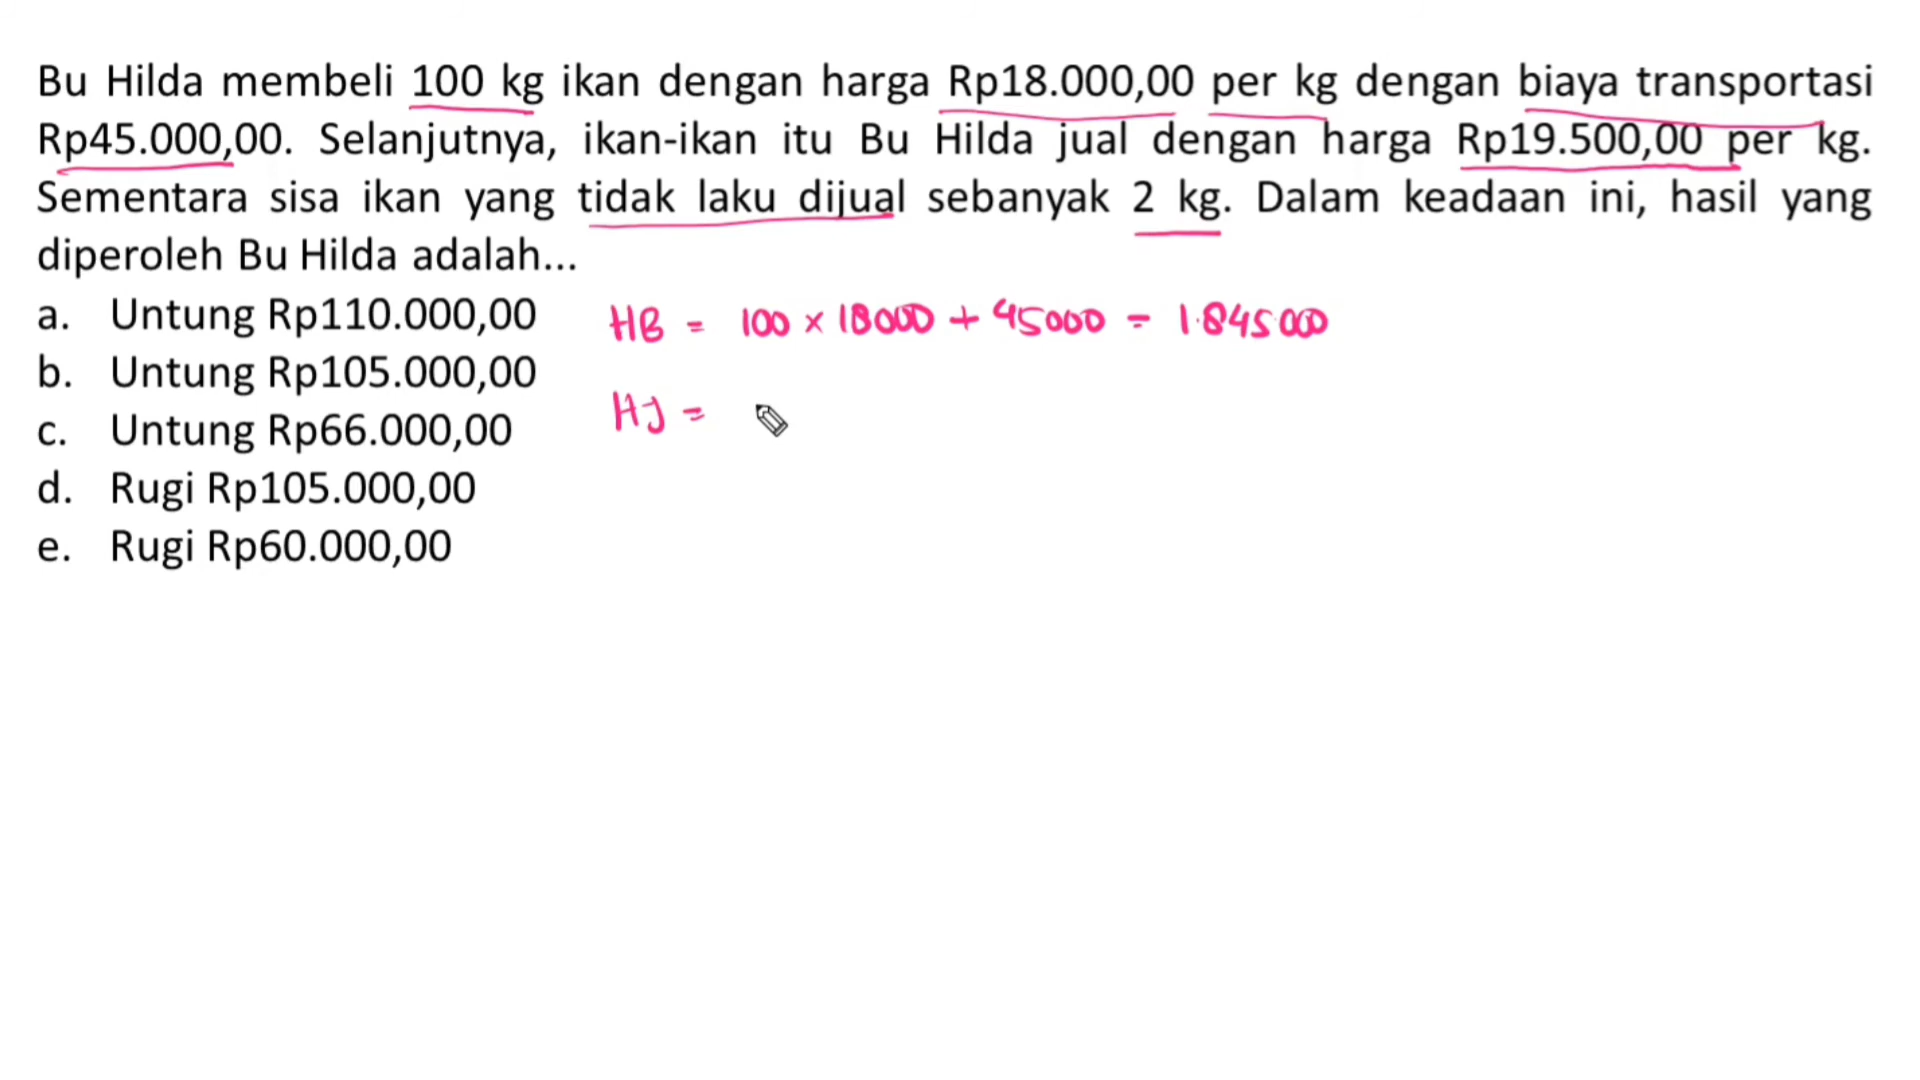 Bu Hilda membeli 100 kg ikan dengan harga Rp18.000,00 per kg dengan biaya transportasi
Rp45.000,00. Selanjutnya, ikan-ikan itu Bu Hilda jual dengan harga Rp19.500,00 per kg.
Sementara sisa ikan yang tidak laku dijual sebanyak 2 kg. Dalam keadaan ini, hasil yang
diperoleh Bu Hilda adalah...
a. Untung Rp110.000,00
b. Untung Rp105.000,00
c. Untung Rp66.000,00
d. Rugi Rp105.000,00
e. Rugi Rp60.000,00
HB = 100 × 18000 + 45000 = 1.845000
HJ =